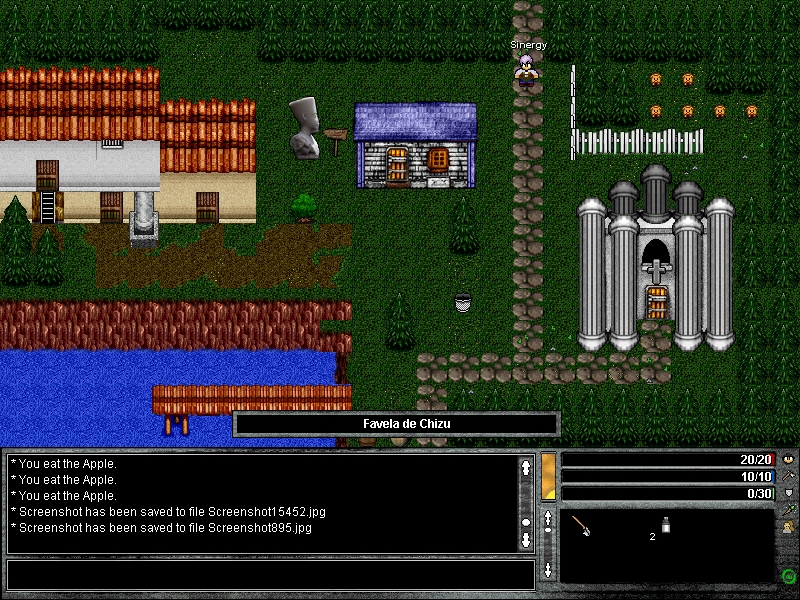 Sinergy
Favela de Chizu
* You eat the Apple.
* You eat the Apple.
* You eat the Apple.
* Screenshot has been saved to file Screenshot15452.jpg
* Screenshot has been saved to file Screenshot895.jpg
20/20
10/10
0/30
2